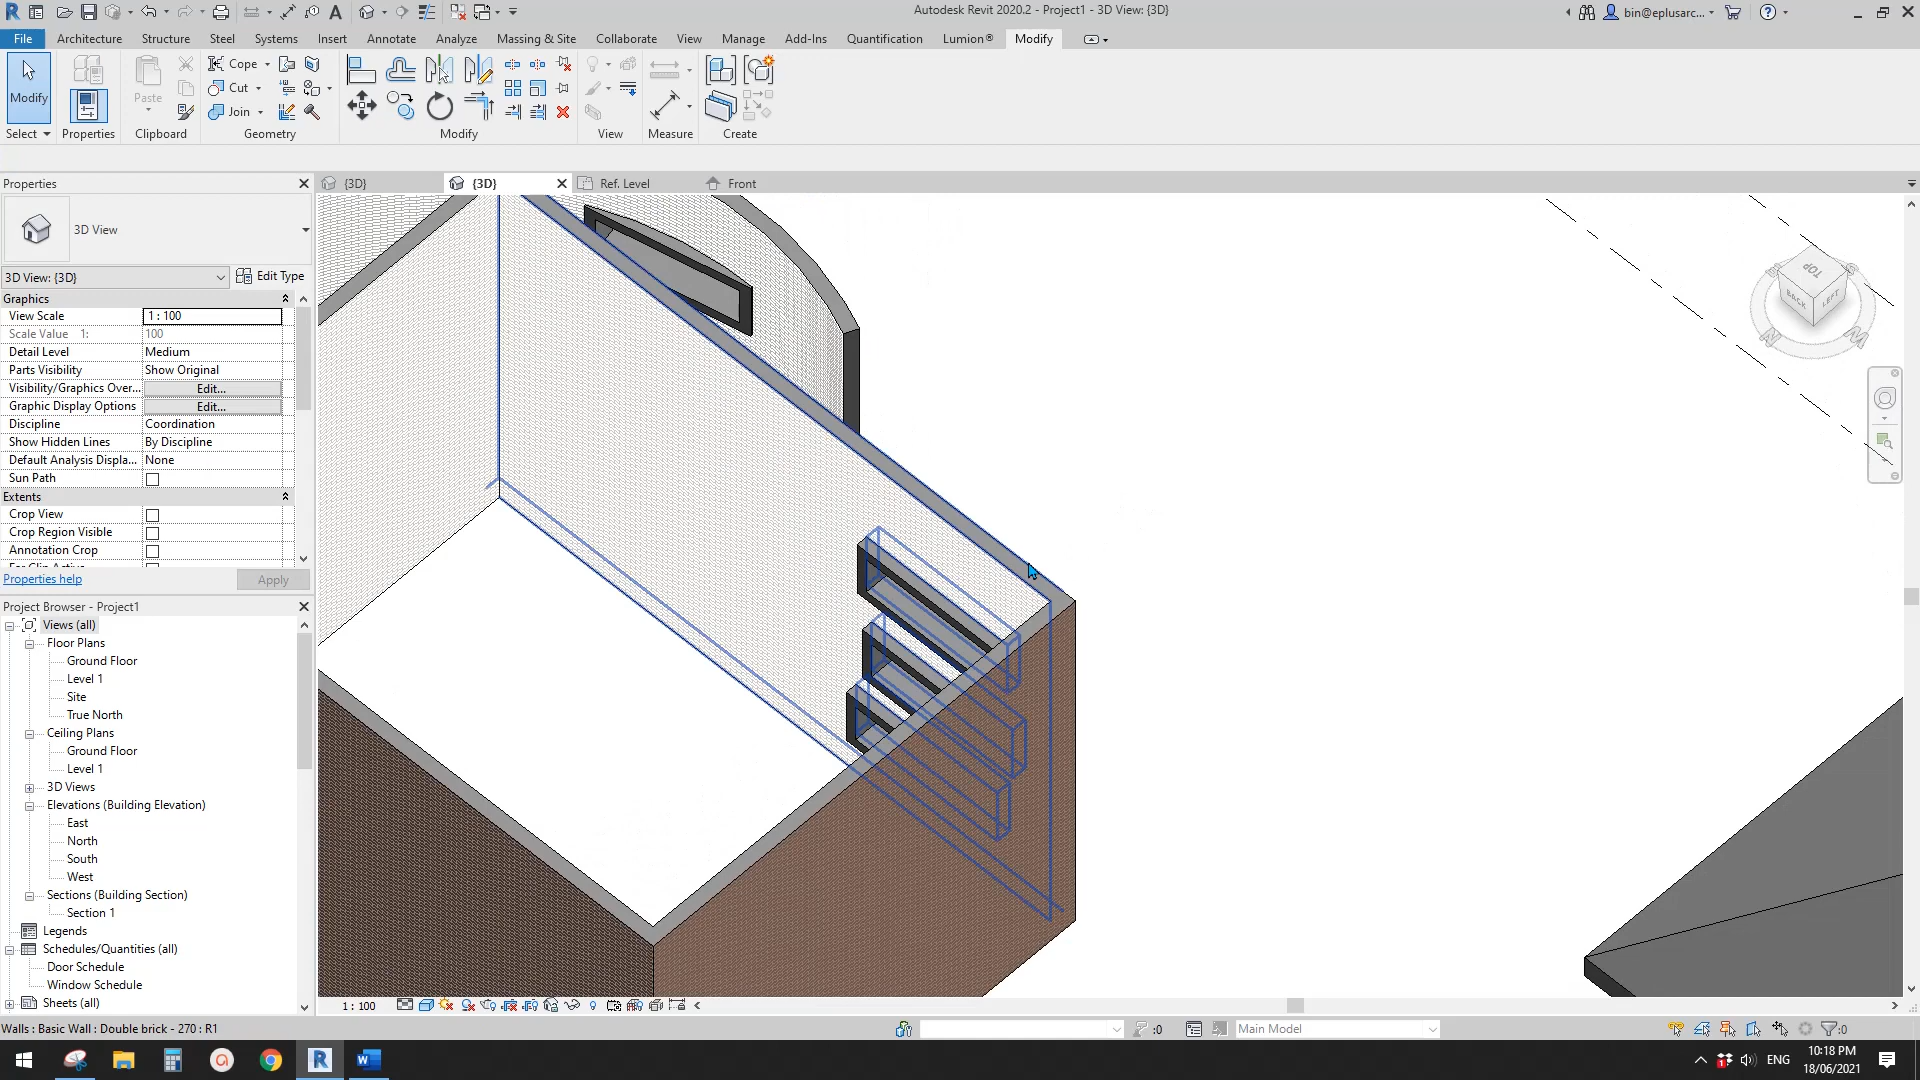 Autodesk Revit 2020.2 - Project1 - 3D View: {3D}
bin@eplusarc...
File Architecture Structure Steel Systems Insert Annotate Analyze Massing & Site Collaborate View Manage Add-Ins Quantification Lumion® Modify
Modify
Paste
Cope
Cut
Join
Select Properties Clipboard Geometry Modify View Measure Create
Properties
{3D} {3D} Ref. Level Front
3D View
3D View: {3D} Edit Type
Graphics
View Scale 1 : 100
Scale Value 1: 100
Detail Level Medium
Parts Visibility Show Original
Visibility/Graphics Over... Edit...
Graphic Display Options Edit...
Discipline Coordination
Show Hidden Lines By Discipline
Default Analysis Displa... None
Sun Path
Extents
Crop View
Crop Region Visible
Annotation Crop
Properties help Apply
Project Browser - Project1
Views (all)
Floor Plans
Ground Floor
Level 1
Site
True North
Ceiling Plans
Ground Floor
Level 1
3D Views
Elevations (Building Elevation)
East
North
South
West
Sections (Building Section)
Section 1
Legends
Schedules/Quantities (all)
Door Schedule
Window Schedule
Sheets (all)
TOP
BACK
LEFT
1 : 100
Walls : Basic Wall : Double brick - 270 : R1
:0
Main Model
:0
ENG
10:18 PM
18/06/2021